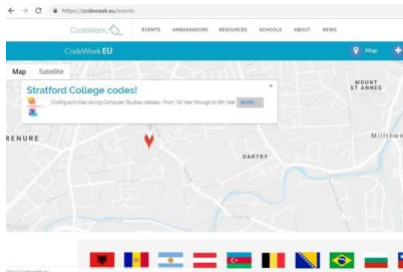 https://codeweek.eu/events
CODEWEEK
EVENTS AMBASSADORS RESOURCES SCHOOLS ABOUT NEWS
CodeWeek.EU
Map
Map Satellite
Stratford College codes!
Coding activities during Computer Studies classes - from 1st Year through to 6th Year MORE...
MOUNT
ST ANNES
RENURE
Milltown
DARTRY